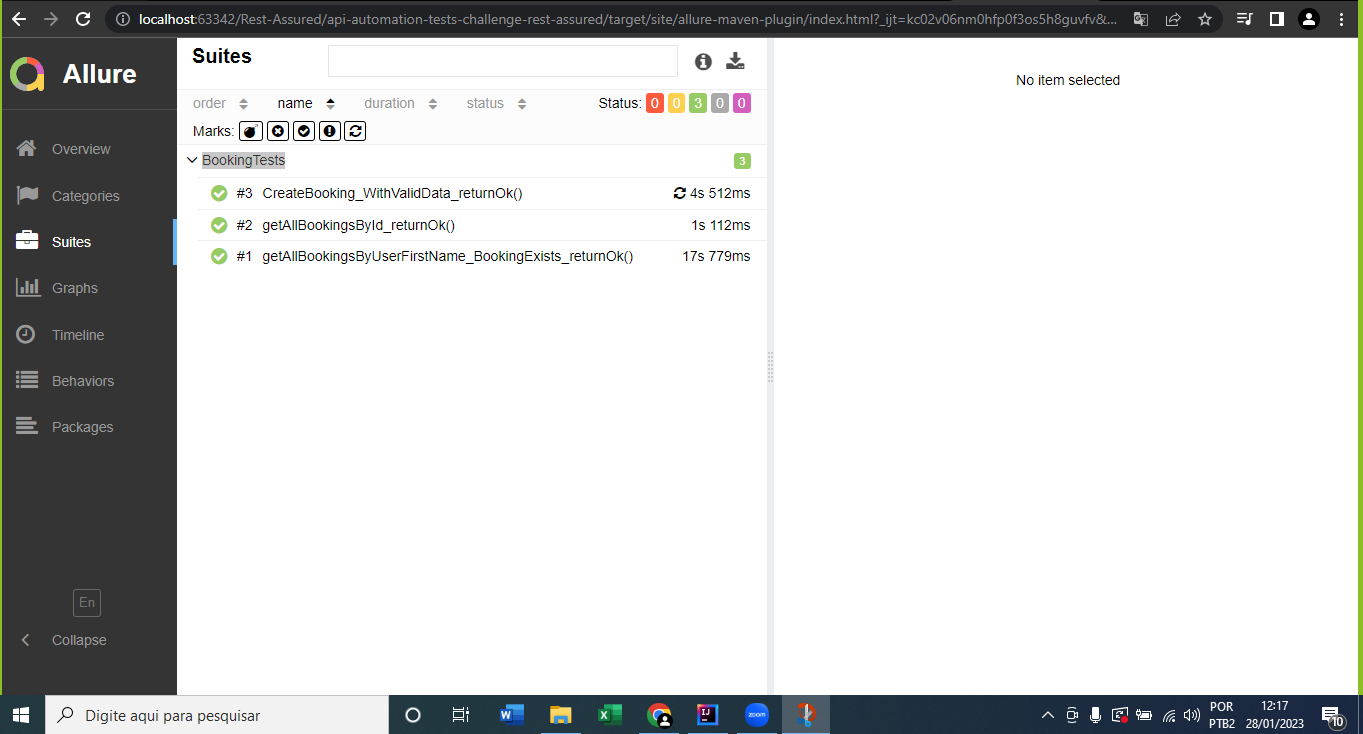 localhost:63342/Rest-Assured/api-automation-tests-challenge-rest-assured/target/site/allure-maven-plugin/index.html?_ijt=kc02v06nm0hfp0f3os5h8guvfv&...
Allure
Overview
Categories
Suites
Graphs
Timeline
Behaviors
Packages
En
Collapse
Suites
order name duration status Status: 0 0 3 0 0
Marks:
BookingTests 3
#3 CreateBooking_WithValidData_returnOk() 4s 512ms
#2 getAllBookingsById_returnOk() 1s 112ms
#1 getAllBookingsByUserFirstName_BookingExists_returnOk() 17s 779ms
No item selected
Digite aqui para pesquisar
W
X
IJ
zoom
POR
PTB2
12:17
28/01/2023
10